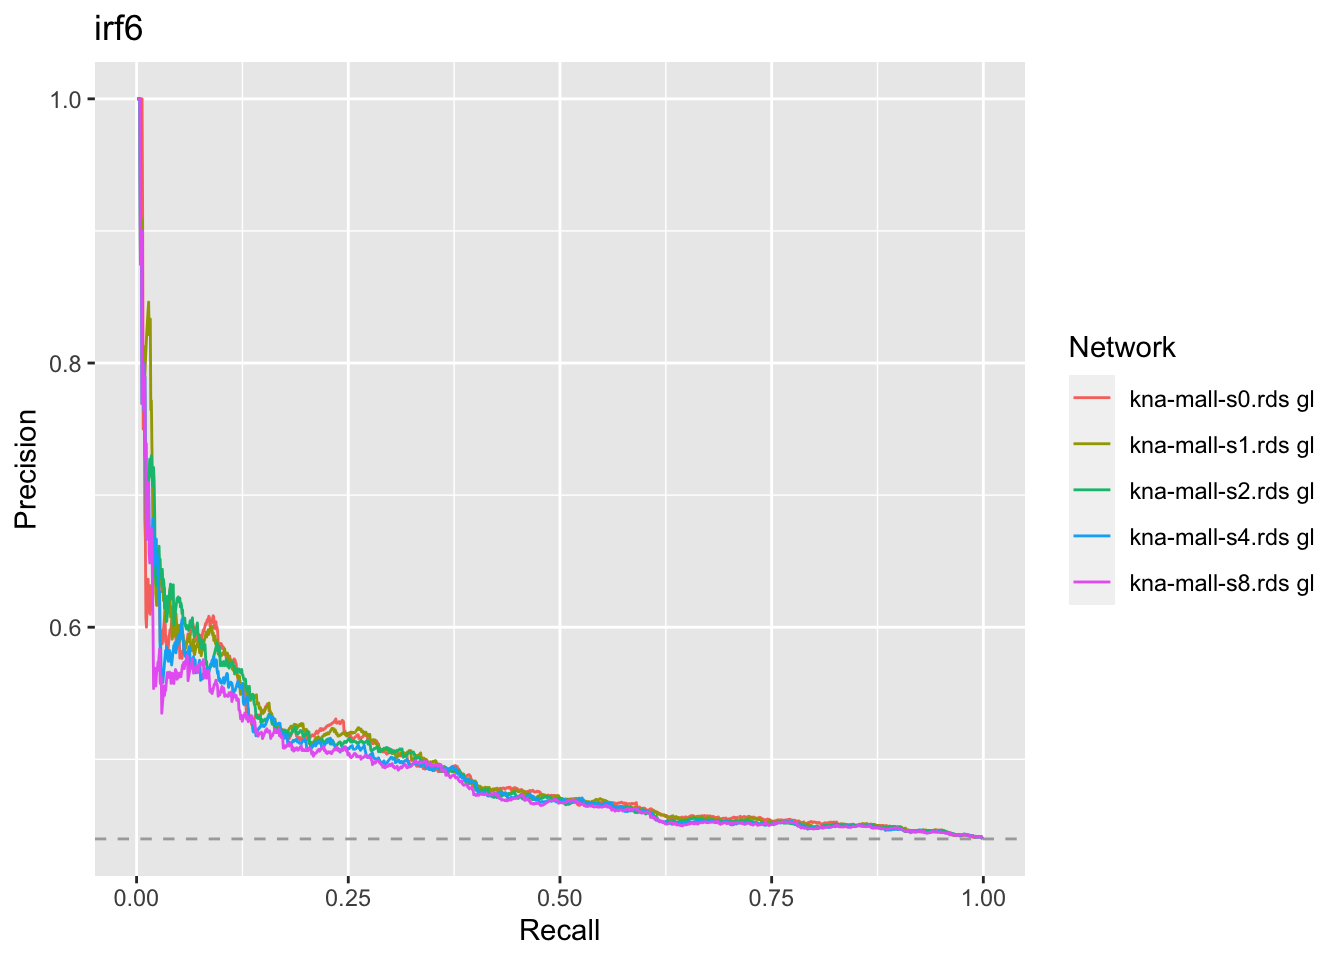 irf6
1.0
0.8
0.6
Precision
0.00
0.25
0.50
0.75
1.00
Recall
Network
kna-mall-s0.rds gl
kna-mall-s1.rds gl
kna-mall-s2.rds gl
kna-mall-s4.rds gl
kna-mall-s8.rds gl